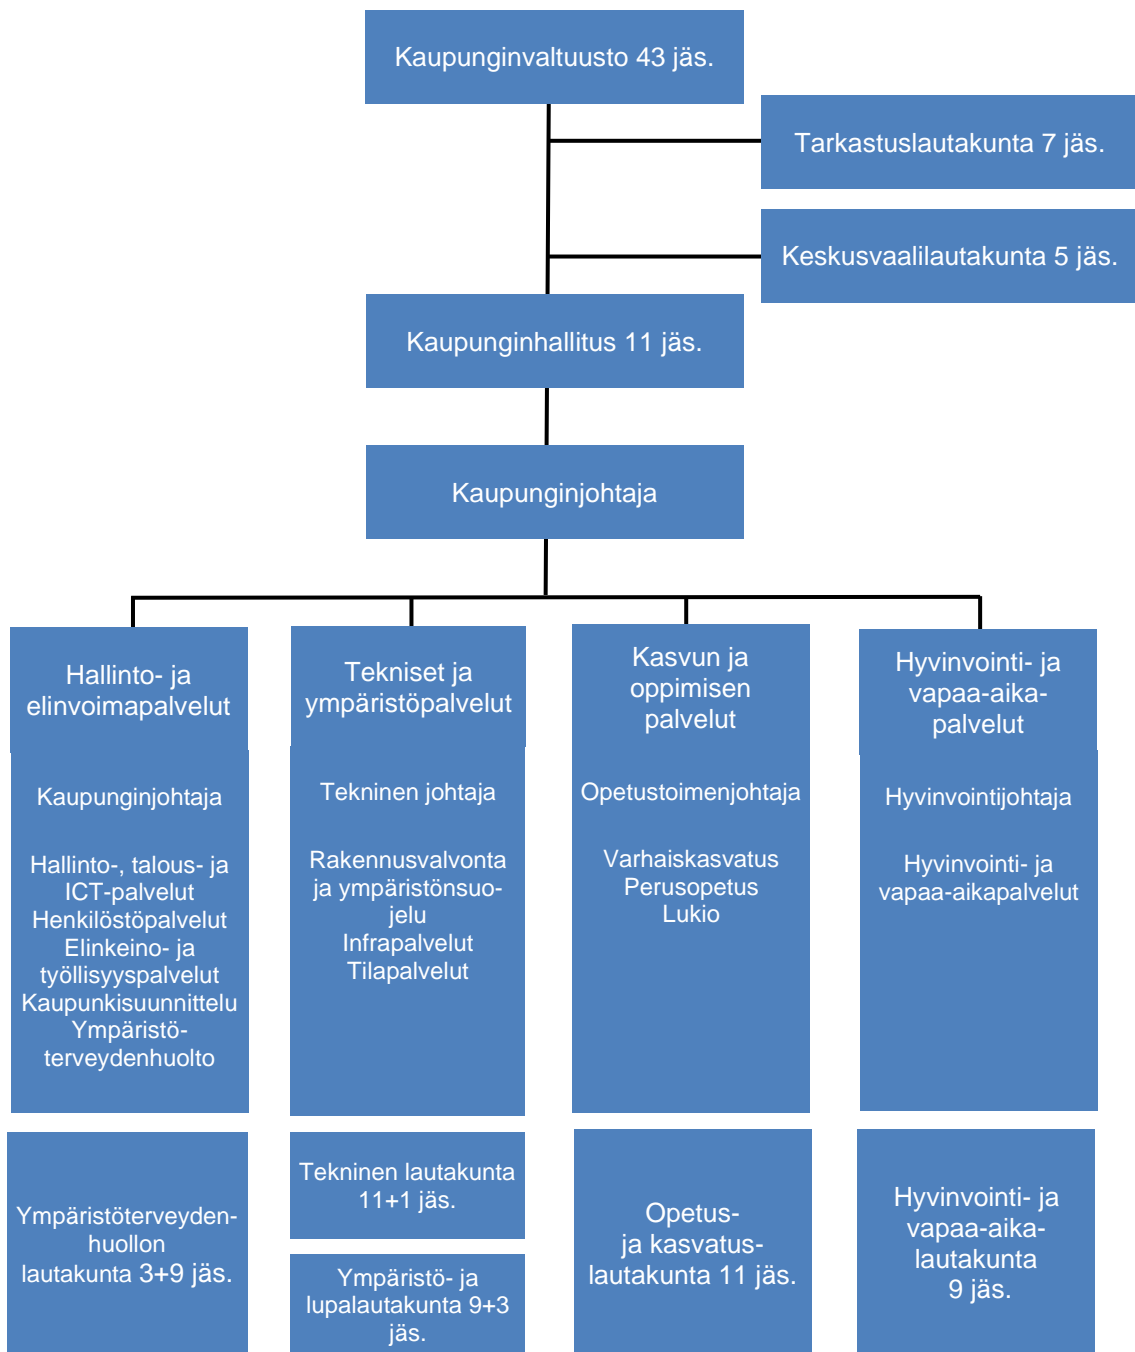 Kaupunginvaltuusto 43 jäs.
Tarkastuslautakunta 7 jäs.
Keskusvaalilautakunta 5 jäs.
Kaupunginhallitus 11 jäs.
Kaupunginjohtaja
Hallinto- ja
elinvoimapalvelut
Kaupunginjohtaja
Hallinto-, talous- ja
ICT-palvelut
Henkilöstöpalvelut
Elinkeino- ja
työllisyyspalvelut
Kaupunkisuunnittelu
Ympäristö-
terveydenhuolto
Ympäristöterveyden-
huollon
lautakunta 3+9 jäs.
Tekniset ja
ympäristöpalvelut
Tekninen johtaja
Rakennusvalvonta
ja ympäristönsuo-
jelu
Infrapalvelut
Tilapalvelut
Tekninen lautakunta
11+1 jäs.
Ympäristö- ja
lupalautakunta 9+3
jäs.
Kasvun ja
oppimisen
palvelut
Opetustoimenjohtaja
Varhaiskasvatus
Perusopetus
Lukio
Opetus-
ja kasvatus-
lautakunta 11 jäs.
Hyvinvointi- ja
vapaa-aika-
palvelut
Hyvinvointijohtaja
Hyvinvointi- ja
vapaa-aikapalvelut
Hyvinvointi- ja
vapaa-aika-
lautakunta
9 jäs.